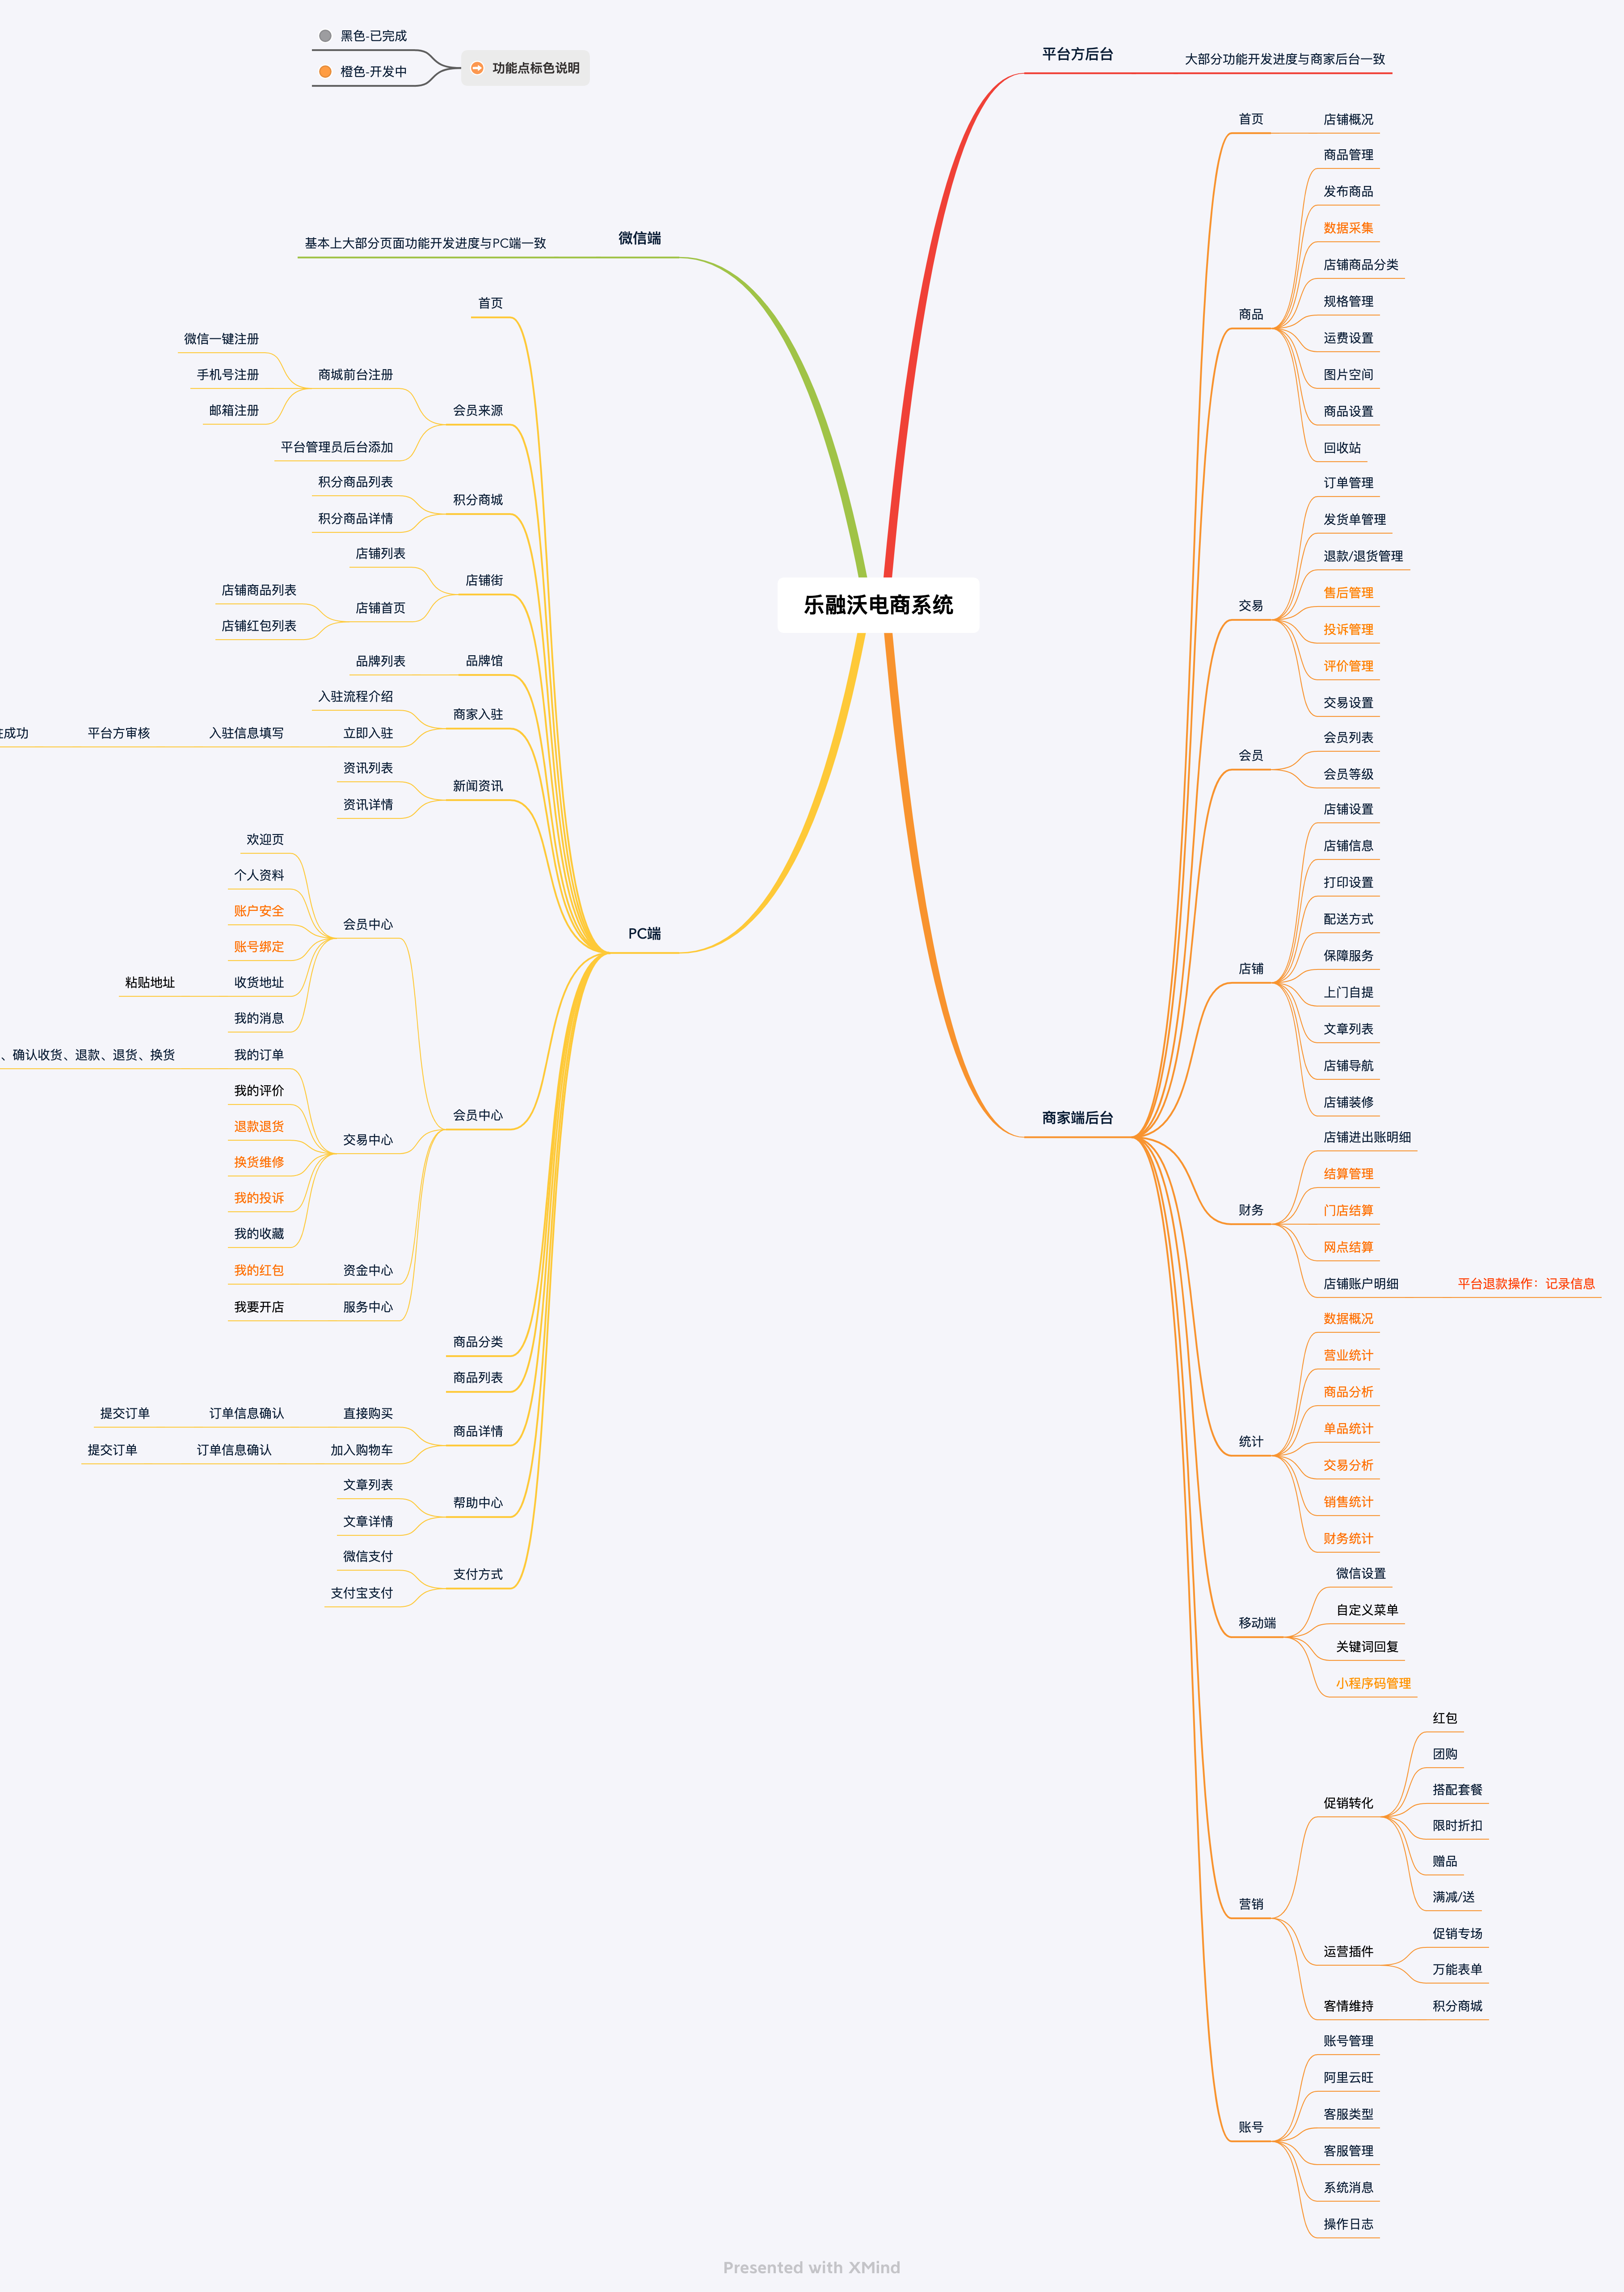 黑色-已完成
橙色-开发中
功能点标色说明
乐融沃电商系统
微信端
基本上大部分页面功能开发进度与PC端一致
PC端
首页
会员来源
商城前台注册
微信一键注册
手机号注册
邮箱注册
平台管理员后台添加
积分商城
积分商品列表
积分商品详情
店铺街
店铺列表
店铺首页
店铺商品列表
店铺红包列表
品牌馆
品牌列表
商家入驻
入驻流程介绍
立即入驻
入驻信息填写
平台方审核
成功
新闻资讯
资讯列表
资讯详情
会员中心
会员中心
欢迎页
个人资料
账户安全
账号绑定
收货地址
粘贴地址
我的消息
交易中心
我的订单
、确认收货、退款、退货、换货
我的评价
退款退货
换货维修
我的投诉
我的收藏
资金中心
我的红包
服务中心
我要开店
商品分类
商品列表
商品详情
直接购买
订单信息确认
提交订单
加入购物车
订单信息确认
提交订单
帮助中心
文章列表
文章详情
支付方式
微信支付
支付宝支付
平台方后台
大部分功能开发进度与商家后台一致
商家端后台
首页
店铺概况
商品
商品管理
发布商品
数据采集
店铺商品分类
规格管理
运费设置
图片空间
商品设置
回收站
交易
订单管理
发货单管理
退款/退货管理
售后管理
投诉管理
评价管理
交易设置
会员
会员列表
会员等级
店铺
店铺设置
店铺信息
打印设置
配送方式
保障服务
上门自提
文章列表
店铺导航
店铺装修
财务
店铺进出账明细
结算管理
门店结算
网点结算
店铺账户明细
平台退款操作：记录信息
统计
数据概况
营业统计
商品分析
单品统计
交易分析
销售统计
财务统计
移动端
微信设置
自定义菜单
关键词回复
小程序码管理
营销
促销转化
红包
团购
搭配套餐
限时折扣
赠品
满减/送
运营插件
促销专场
万能表单
客情维持
积分商城
账号
账号管理
阿里云旺
客服类型
客服管理
系统消息
操作日志
Presented with XMind